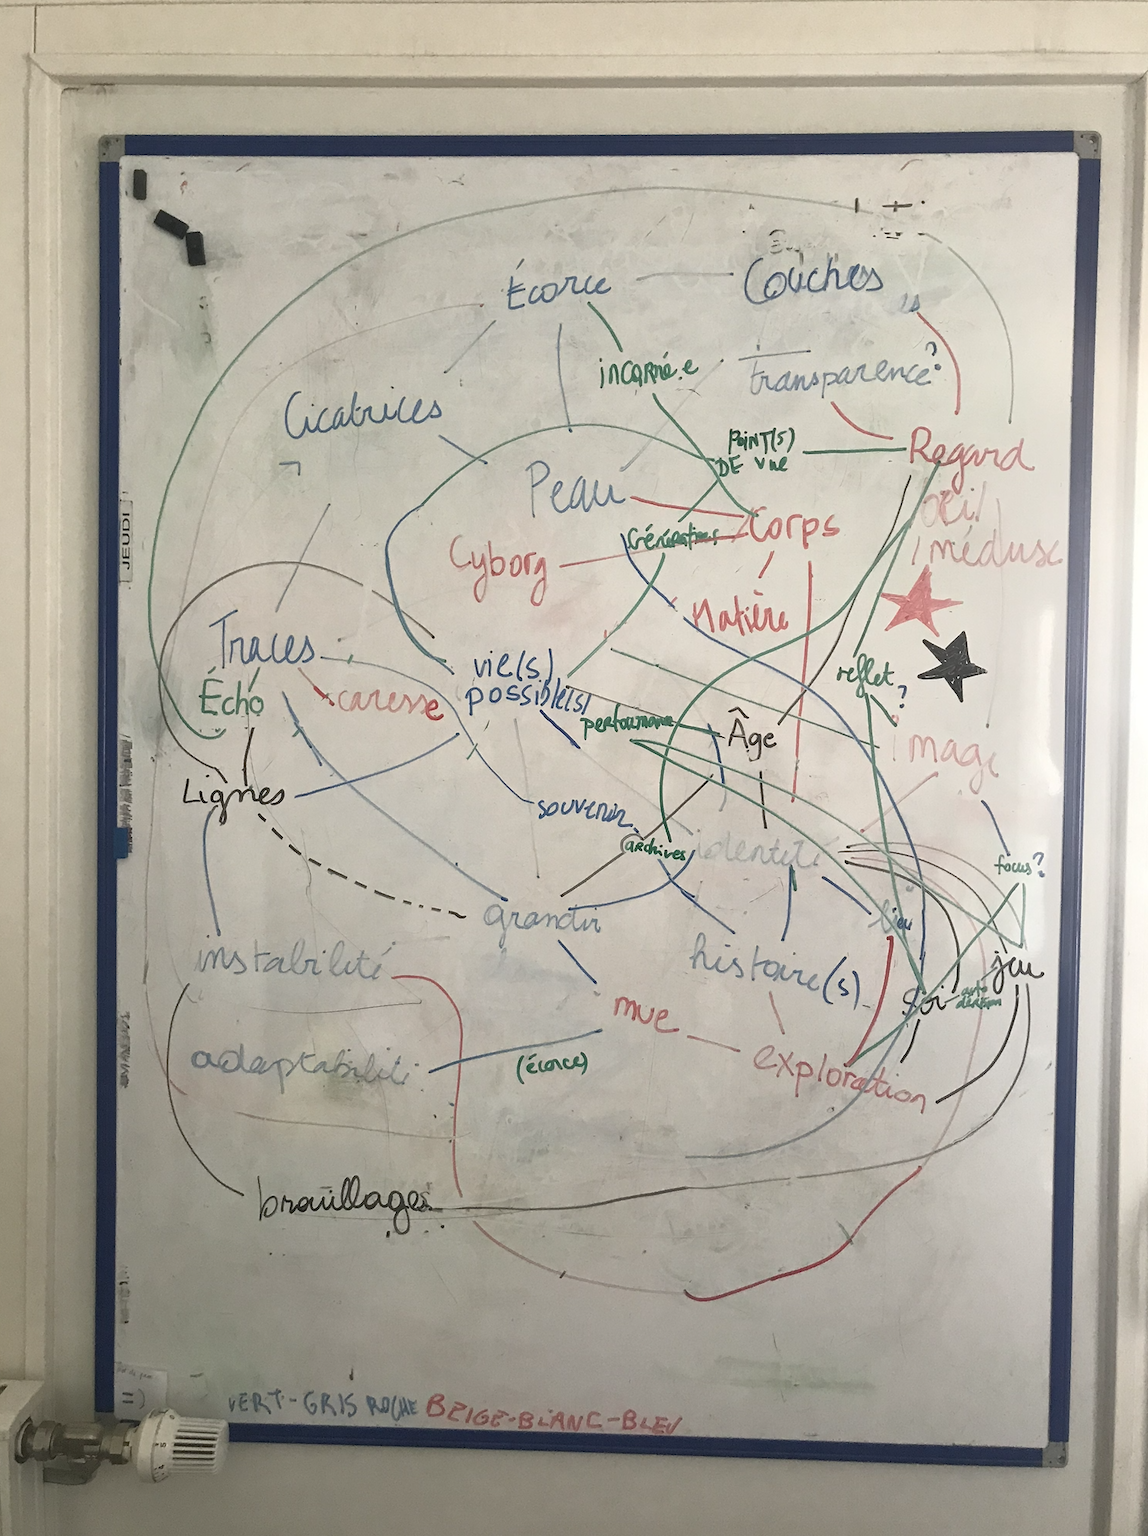 Écorce
Couches
incarné.e
transparence?
Cicatrices
POINT(S)
DE VUE
Regard
Peau
oeil
/méduse
Corps
Cyborg
Matière
JEUDI
Traces
vie(s)
possible(s)
Écho
caresse
reflet
?
performance
Âge
image
Lignes
souvenir
archives
identité
focus?
grandir
lieu
histoire(s)
instabilité
jeu
Soi
auto
dérision
mue
adaptabilité
(écorce)
exploration
brouillages
VERT-GRIS ROCHE BEIGE-BLANC-BLEU